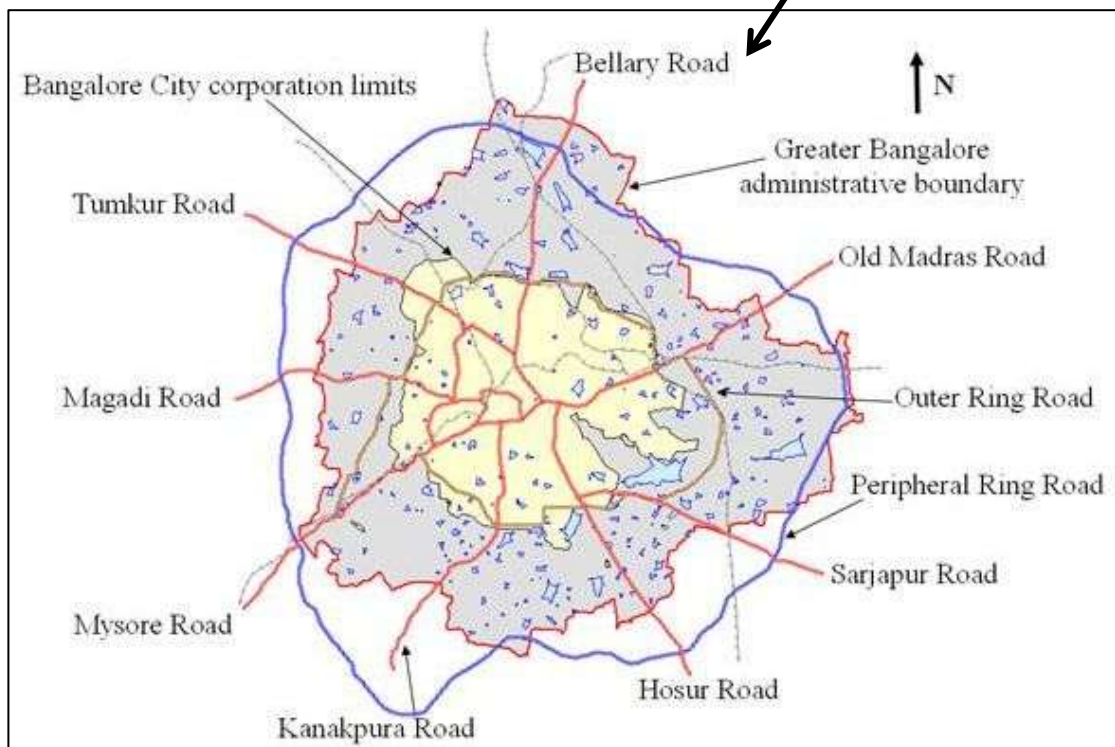 Bellary Road
Bangalore City corporation limits
N
Greater Bangalore
administrative boundary
Tumkur Road
Old Madras Road
Magadi Road
Outer Ring Road
Peripheral Ring Road
Sarjapur Road
Mysore Road
Hosur Road
Kanakpura Road